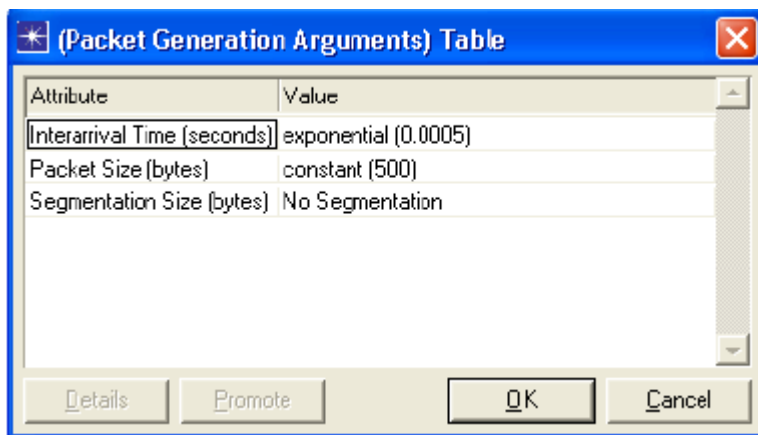 (Packet Generation Arguments) Table
Attribute Value
Interarrival Time (seconds) exponential (0.0005)
Packet Size (bytes) constant (500)
Segmentation Size (bytes) No Segmentation
Details Promote OK Cancel